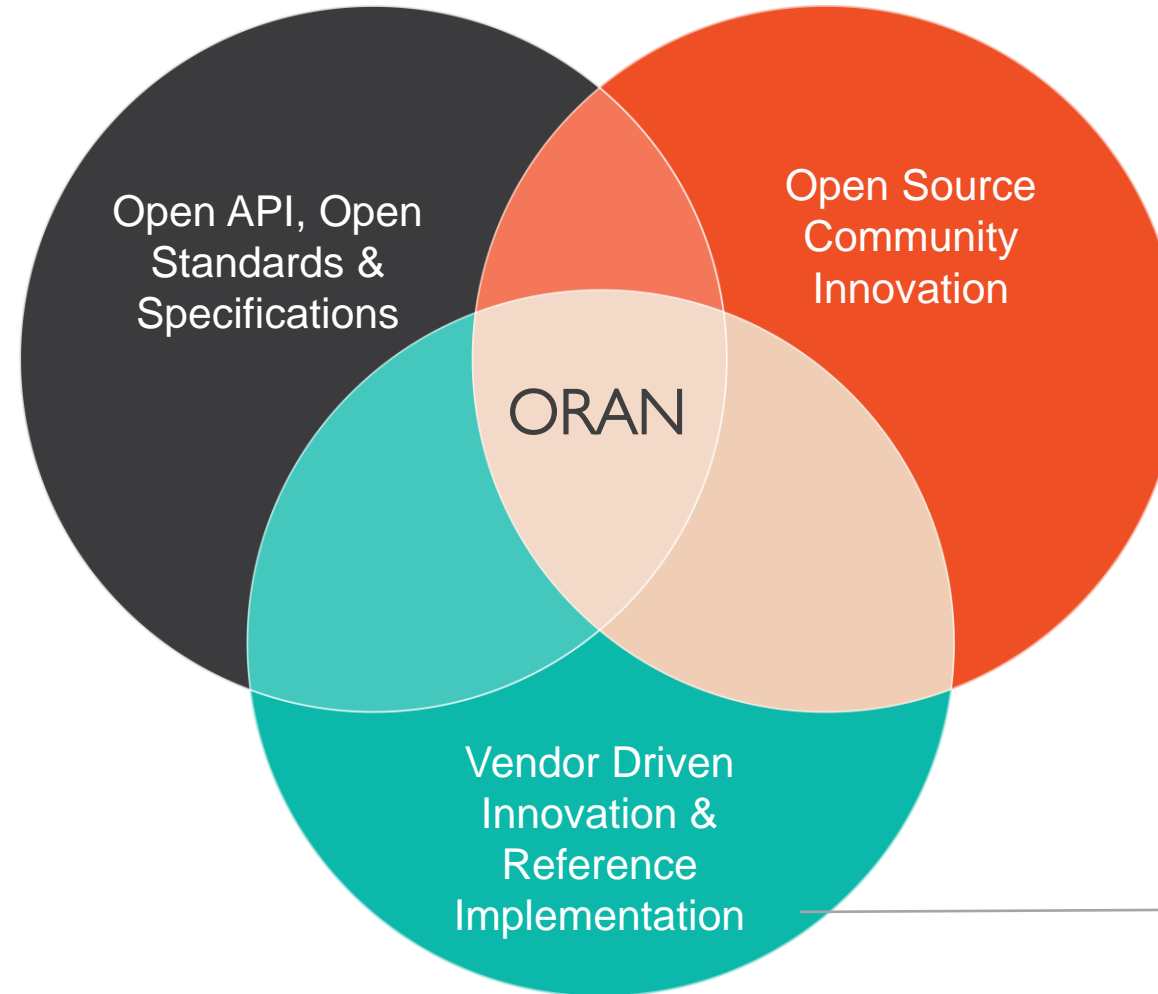 Open API, Open
Standards &
Specifications
Open Source
Community
Innovation
ORAN
Vendor Driven
Innovation &
Reference
Implementation